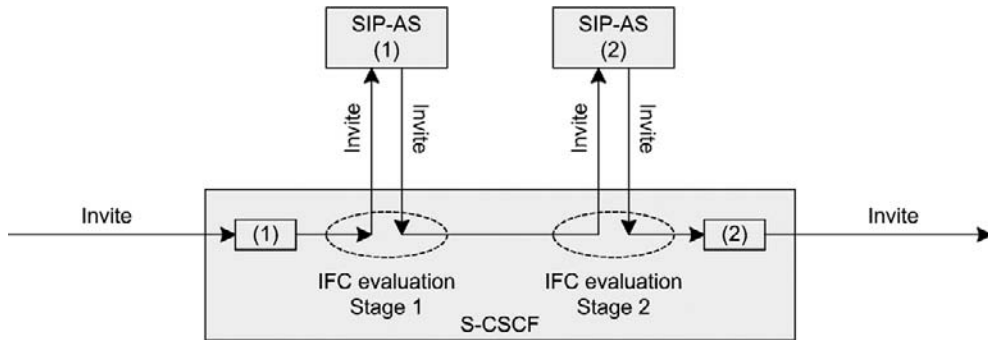 SIP-AS
(1)
SIP-AS
(2)
Invite
Invite
Invite
Invite
Invite
(1)
(2)
Invite
IFC evaluation
Stage 1
IFC evaluation
Stage 2
S-CSCF